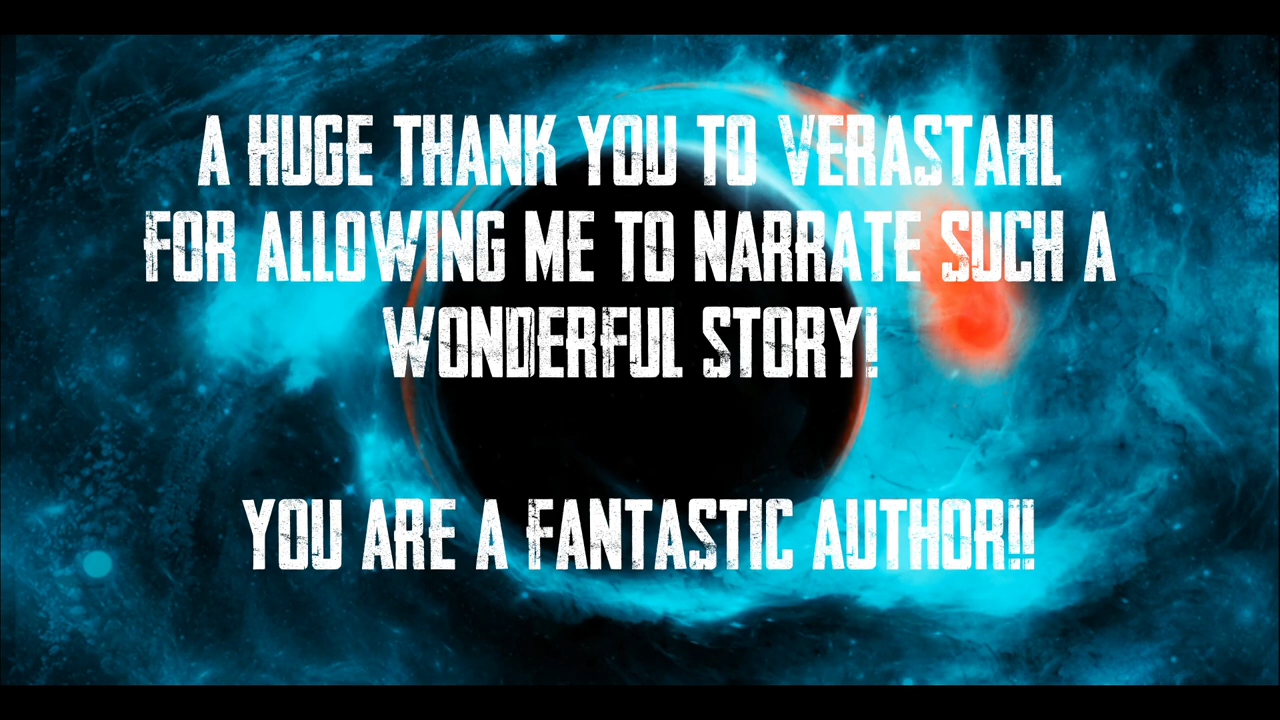 A HUGE THANK YOU TO VERASTAHL
FOR ALLOWING ME TO NARRATE SUCH A
WONDERFUL STORY!
YOU ARE A FANTASTIC AUTHOR!!